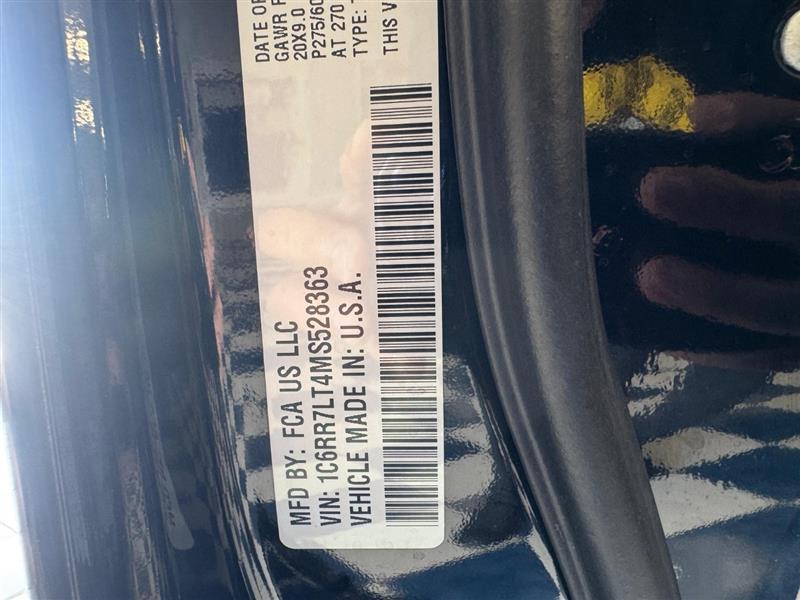 MFD BY: FCA US LLC
VIN: 1C6RR7LT4MS528363
VEHICLE MADE IN: U.S.A.
DATE OF
GAWR
20X9.0
P275/60
AT 270
TYPE:
THIS V